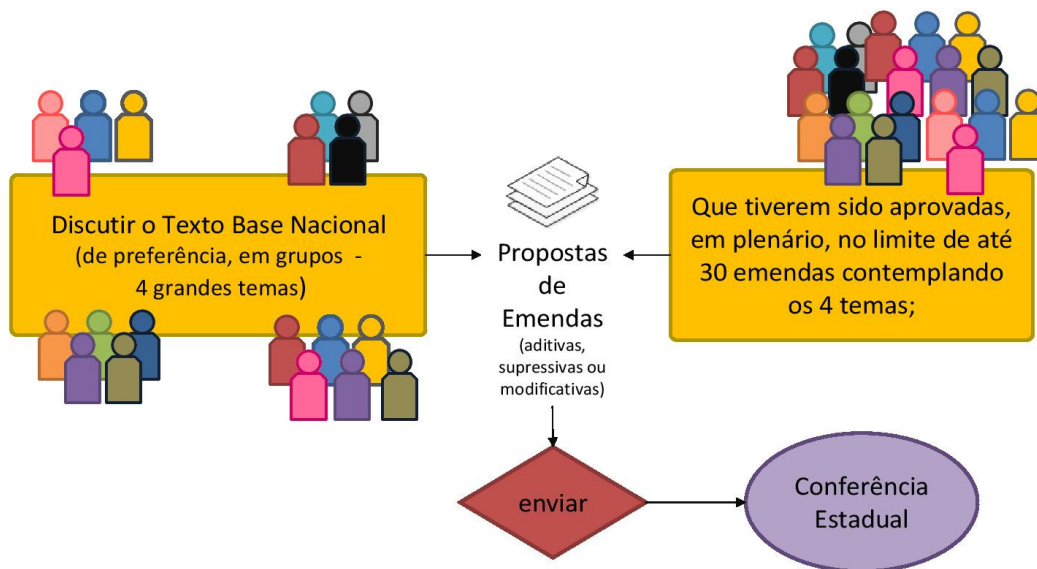 Discutir o Texto Base Nacional
(de preferência, em grupos -
4 grandes temas)
Propostas
de
Emendas
(aditivas,
supressivas ou
modificativas)
Que tiverem sido aprovadas,
em plenário, no limite de até
30 emendas contemplando
os 4 temas;
enviar
Conferência
Estadual